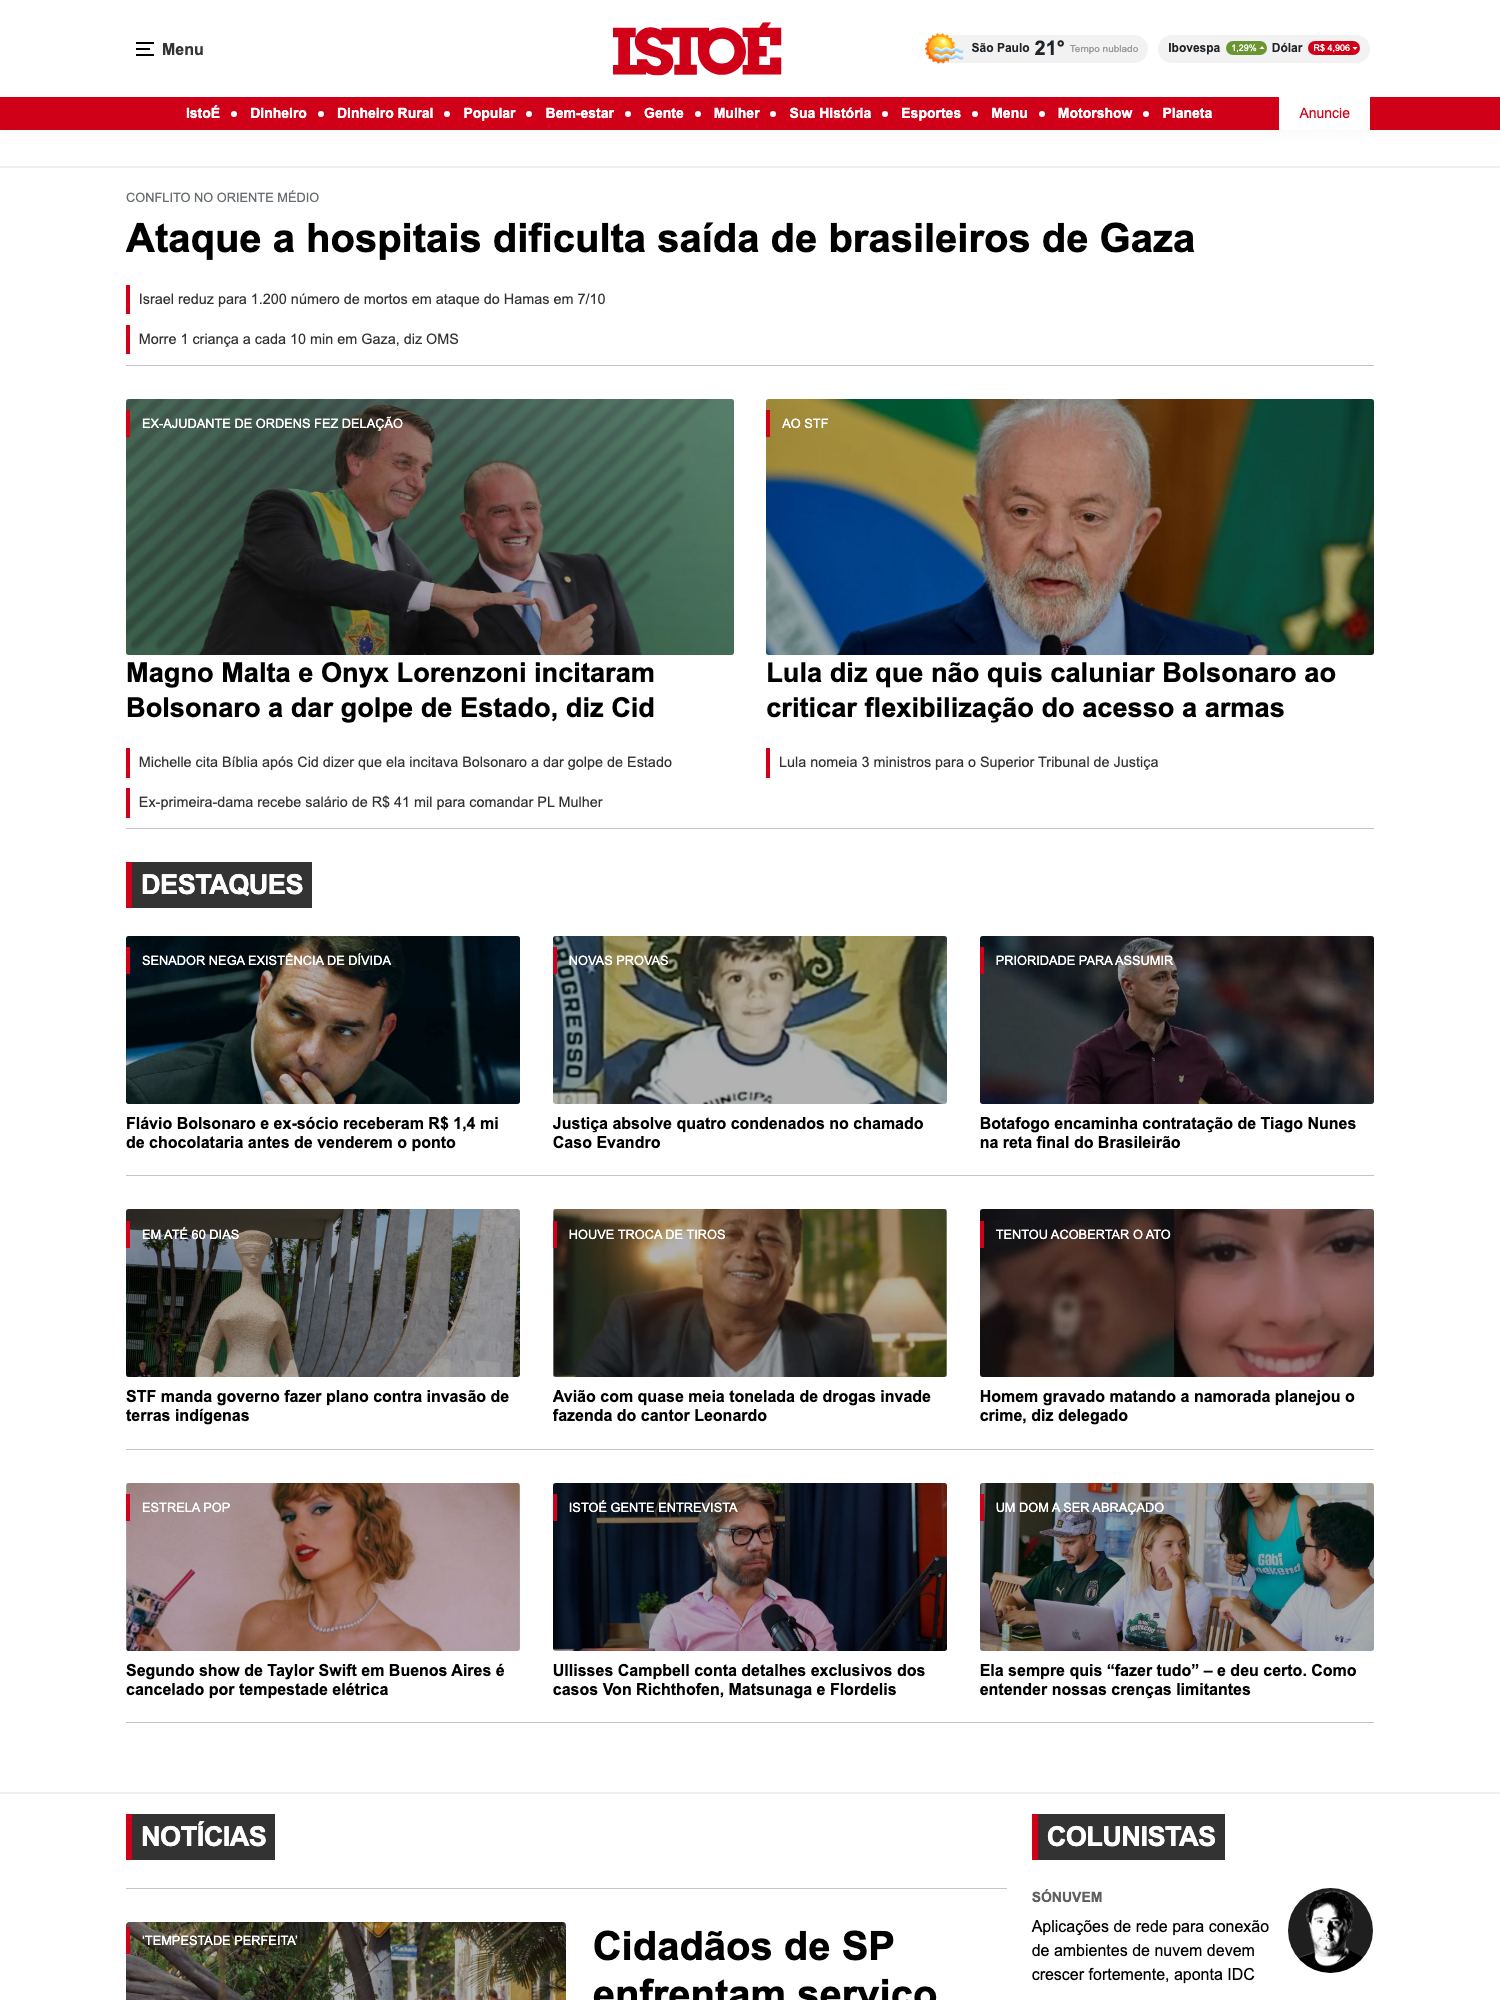 Menu
ISTOÉ
São Paulo 21° Tempo nublado
Ibovespa 1,29% Dólar R$ 4,906
IstoÉ • Dinheiro • Dinheiro Rural • Popular • Bem-estar • Gente • Mulher • Sua História • Esportes • Menu • Motorshow • Planeta
Anuncie
CONFLITO NO ORIENTE MÉDIO
Ataque a hospitais dificulta saída de brasileiros de Gaza
Israel reduz para 1.200 número de mortos em ataque do Hamas em 7/10
Morre 1 criança a cada 10 min em Gaza, diz OMS
EX-AJUDANTE DE ORDENS FEZ DELAÇÃO
Magno Malta e Onyx Lorenzoni incitaram
Bolsonaro a dar golpe de Estado, diz Cid
Michelle cita Bíblia após Cid dizer que ela incitava Bolsonaro a dar golpe de Estado
Ex-primeira-dama recebe salário de R$ 41 mil para comandar PL Mulher
AO STF
Lula diz que não quis caluniar Bolsonaro ao
criticar flexibilização do acesso a armas
Lula nomeia 3 ministros para o Superior Tribunal de Justiça
DESTAQUES
SENADOR NEGA EXISTÊNCIA DE DÍVIDA
Flávio Bolsonaro e ex-sócio receberam R$ 1,4 mi
de chocolataria antes de venderem o ponto
NOVAS PROVAS
OGRESSO
UNICIPA
Justiça absolve quatro condenados no chamado
Caso Evandro
PRIORIDADE PARA ASSUMIR
Botafogo encaminha contratação de Tiago Nunes
na reta final do Brasileirão
EM ATÉ 60 DIAS
STF manda governo fazer plano contra invasão de
terras indígenas
HOUVE TROCA DE TIROS
Avião com quase meia tonelada de drogas invade
fazenda do cantor Leonardo
TENTOU ACOBERTAR O ATO
Homem gravado matando a namorada planejou o
crime, diz delegado
ESTRELA POP
Segundo show de Taylor Swift em Buenos Aires é
cancelado por tempestade elétrica
ISTOÉ GENTE ENTREVISTA
Ullisses Campbell conta detalhes exclusivos dos
casos Von Richthofen, Matsunaga e Flordelis
UM DOM A SER ABRAÇADO
Gabi
weekend
Ela sempre quis “fazer tudo” – e deu certo. Como
entender nossas crenças limitantes
NOTÍCIAS
‘TEMPESTADE PERFEITA’
Cidadãos de SP
enfrentam serviço
COLUNISTAS
SÓNUVEM
Aplicações de rede para conexão
de ambientes de nuvem devem
crescer fortemente, aponta IDC